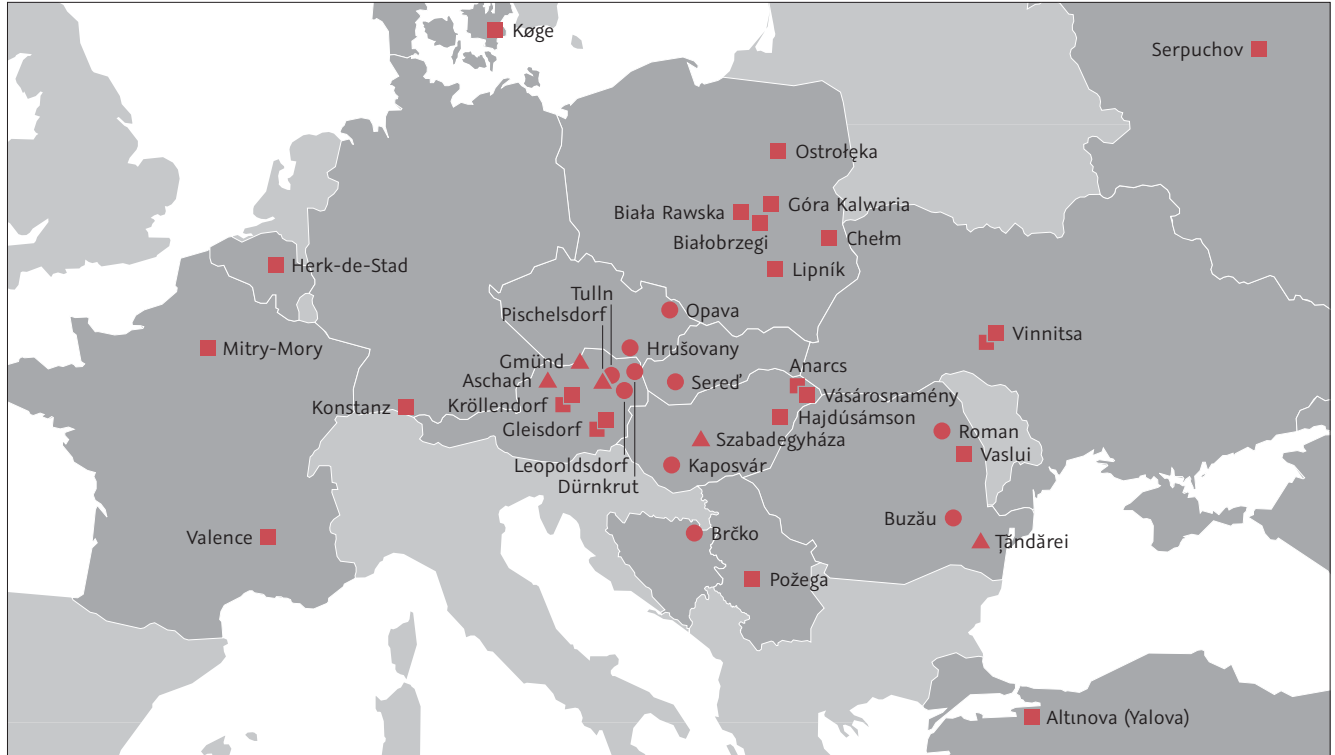 Køge
Serpuchov
Ostrołęka
Góra Kalwaria
Biała Rawska
Białobrzegi
Chełm
Lipník
Herk-de-Stad
Tulln
Pischelsdorf
Opava
Vinnitsa
Mitry-Mory
Hrušovany
Gmünd
Anarcs
Aschach
Sereď
Vásárosnamény
Kröllendorf
Konstanz
Hajdúsámson
Gleisdorf
Roman
Szabadegyháza
Vaslui
Leopoldsdorf
Kaposvár
Dürnkrut
Buzău
Valence
Brčko
Țăndărei
Požega
Altınova (Yalova)